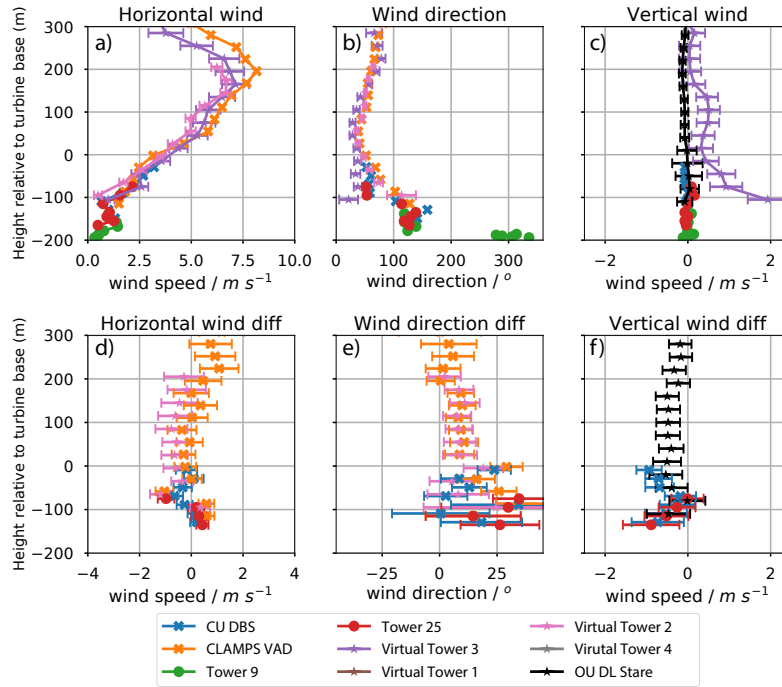 Horizontal wind Wind direction Vertical wind
Height relative to turbine base (m)
a) b) c)
300
200
100
0
−100
−200
0.0 2.5 5.0 7.5 10.0 0 100 200 300 −2 0 2
wind speed / m s⁻¹ wind direction / o wind speed / m s⁻¹
Horizontal wind diff Wind direction diff Vertical wind diff
Height relative to turbine base (m)
d) e) f)
300
200
100
0
−100
−200
−4 0 4 −25 0 25 −2 0 2
wind speed / m s⁻¹ wind direction / o wind speed / m s⁻¹
CU DBS Tower 25 Virtual Tower 2
CLAMPS VAD Virtual Tower 3 Virutal Tower 4
Tower 9 Virtual Tower 1 OU DL Stare